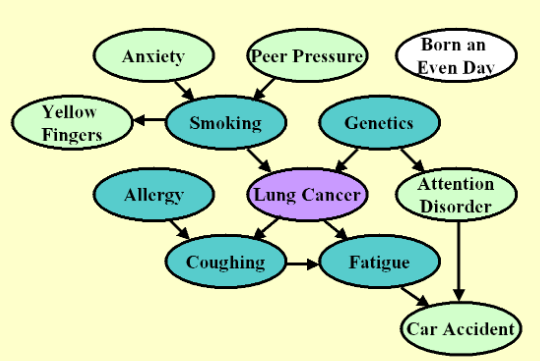 Anxiety
Peer Pressure
Born an
Even Day
Yellow
Fingers
Smoking
Genetics
Allergy
Lung Cancer
Attention
Disorder
Coughing
Fatigue
Car Accident